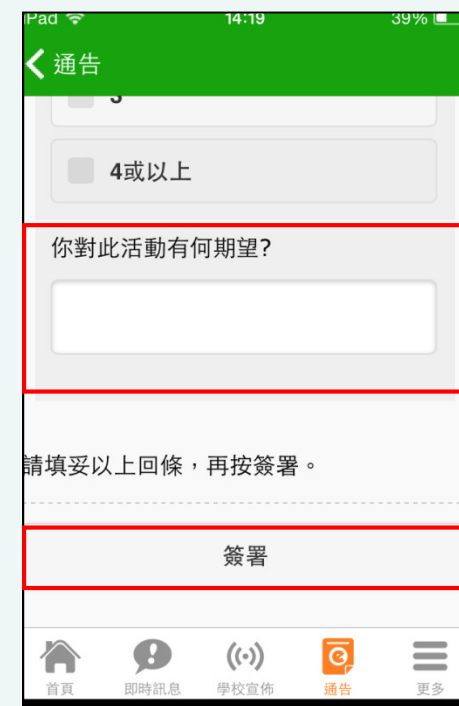 iPad 14:19 39%
通告
3
4或以上
你對此活動有何期望?
請填妥以上回條，再按簽署。
簽署
首頁 即時訊息 學校宣佈 通告 更多